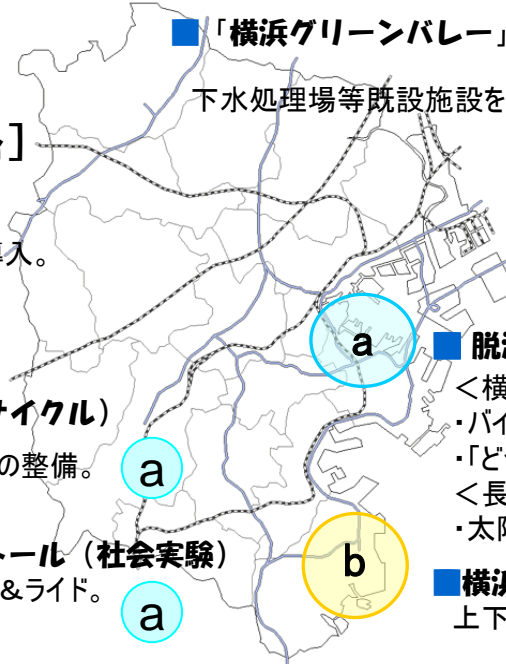 ■「横浜グリーンバレー」
下水処理場等既設施設を
]
入。
a
■ 脱
＜横
サイクル）
・バイ
の整備。
a
・「ど
＜長
・太
トール（社会実験）
b
&ライド。
■横浜
a
上下